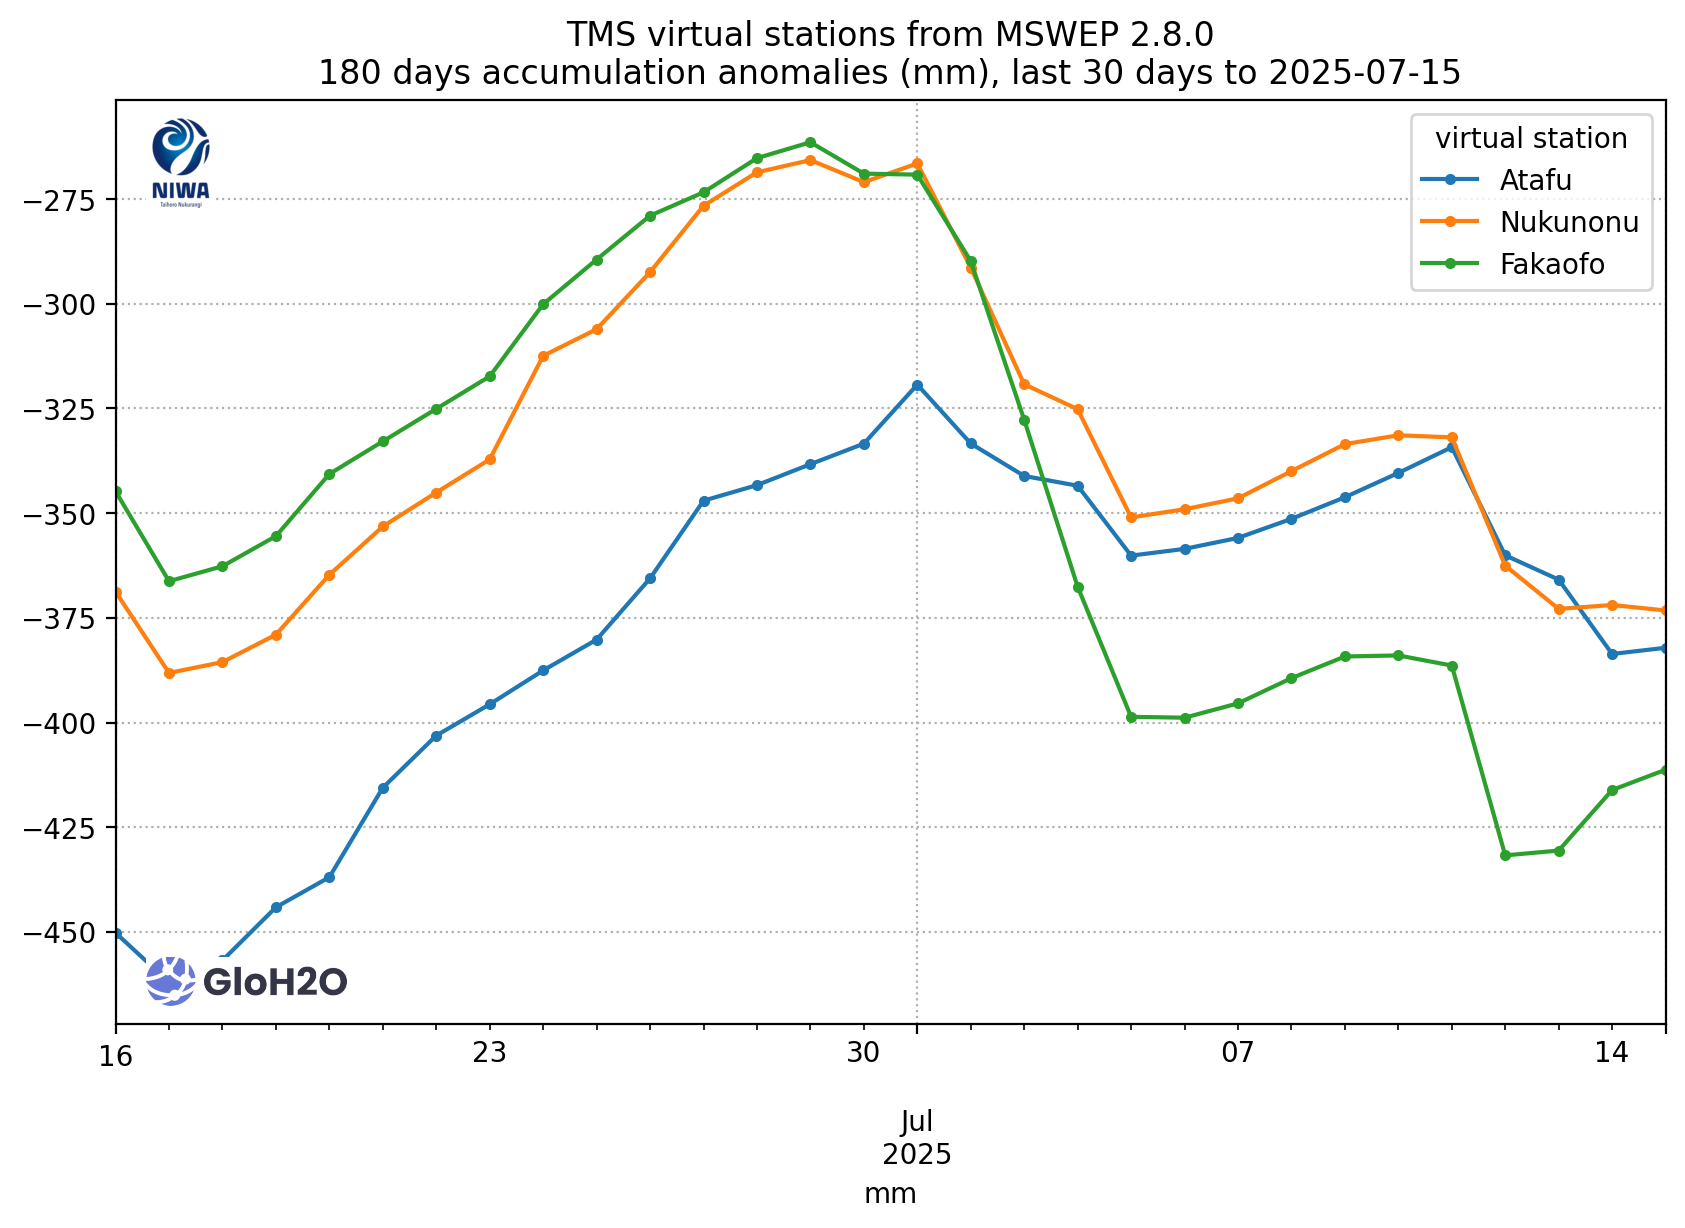 TMS virtual stations from MSWEP 2.8.0
180 days accumulation anomalies (mm), last 30 days to 2025-07-15
NIWA
Taihoro Nukurangi
virtual station
Atafu
Nukunonu
Fakaofo
−275
−300
−325
−350
−375
−400
−425
−450
GloH2O
16
23
30
07
14
Jul
2025
mm